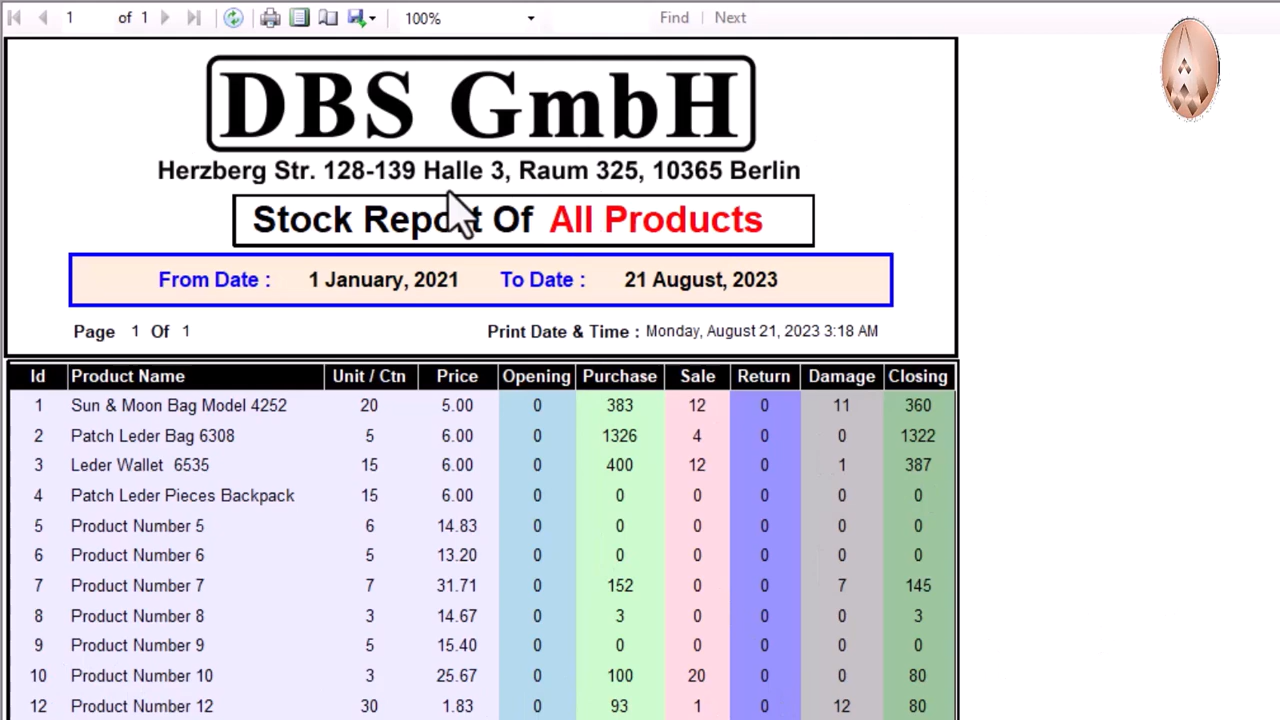 1 of 1 100% Find | Next
DBS GmbH
Herzberg Str. 128-139 Halle 3, Raum 325, 10365 Berlin
Stock Report Of All Products
From Date : 1 January, 2021 To Date : 21 August, 2023
Page 1 Of 1 Print Date & Time : Monday, August 21, 2023 3:18 AM
Id Product Name Unit / Ctn Price Opening Purchase Sale Return Damage Closing
1 Sun & Moon Bag Model 4252 20 5.00 0 383 12 0 11 360
2 Patch Leder Bag 6308 5 6.00 0 1326 4 0 0 1322
3 Leder Wallet 6535 15 6.00 0 400 12 0 1 387
4 Patch Leder Pieces Backpack 15 6.00 0 0 0 0 0 0
5 Product Number 5 6 14.83 0 0 0 0 0 0
6 Product Number 6 5 13.20 0 0 0 0 0 0
7 Product Number 7 7 31.71 0 152 0 0 7 145
8 Product Number 8 3 14.67 0 3 0 0 0 3
9 Product Number 9 5 15.40 0 0 0 0 0 0
10 Product Number 10 3 25.67 0 100 20 0 0 80
12 Product Number 12 30 1.83 0 93 1 0 12 80